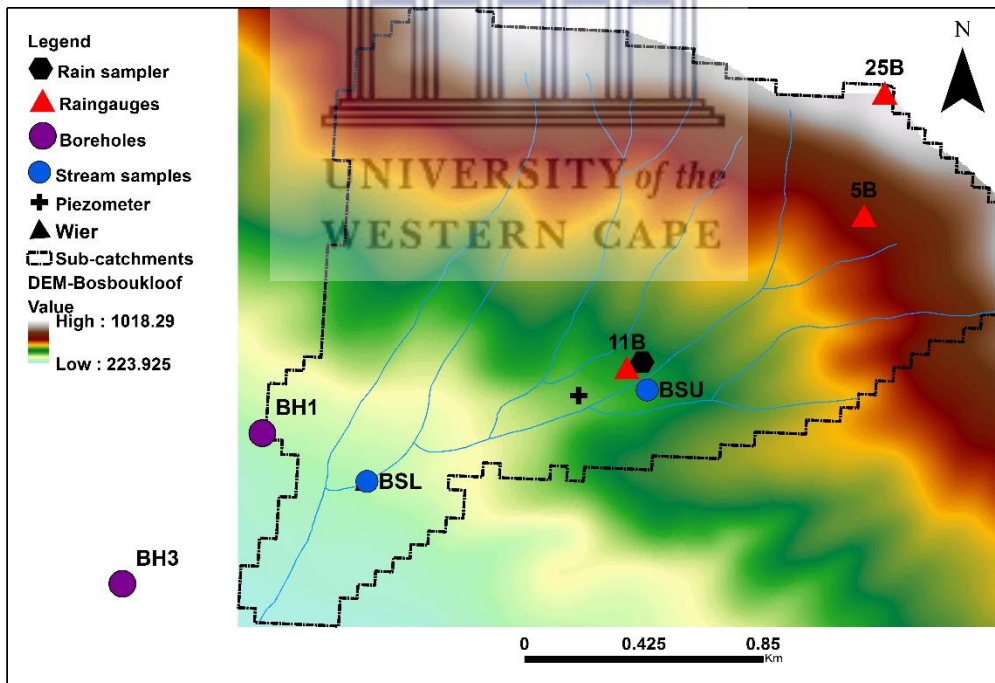 Legend
Rain sampler
Raingauges
Boreholes
Stream samples
Piezometer
Wier
Sub-catchments
DEM-Bosboukloof
Value
High : 1018.29
Low : 223.925
UNIVERSITY of the
WESTERN CAPE
N
25B
5B
11B
BSU
BH1
BSL
BH3
0 0.425 0.85
Km